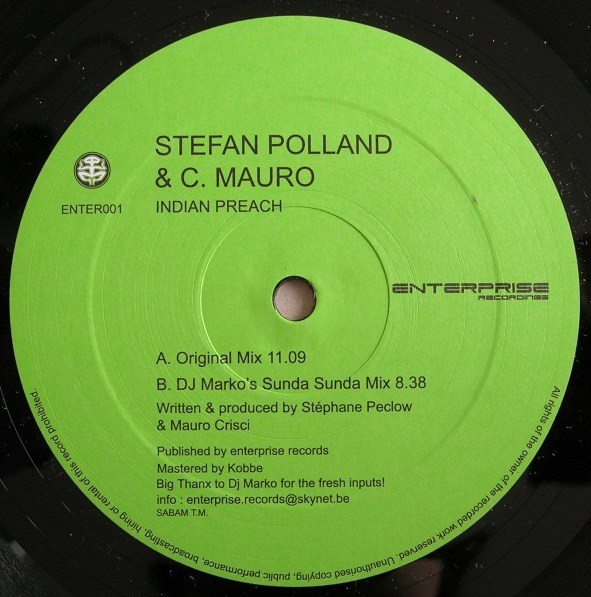 STEFAN POLLAND
& C. MAURO
ENTER001
INDIAN PREACH
ENTERPRISE
RECORDINGS
A. Original Mix 11.09
B. DJ Marko's Sunda Sunda Mix 8.38
Written & produced by Stéphane Peclow
& Mauro Crisci
Published by enterprise records
Mastered by Kobbe
Big Thanx to Dj Marko for the fresh inputs!
info : enterprise.records@skynet.be
SABAM T.M.
All rights of the owner of the recorded work reserved. Unauthorised copying, public performance, broadcasting, hiring or rental of this record prohibited.